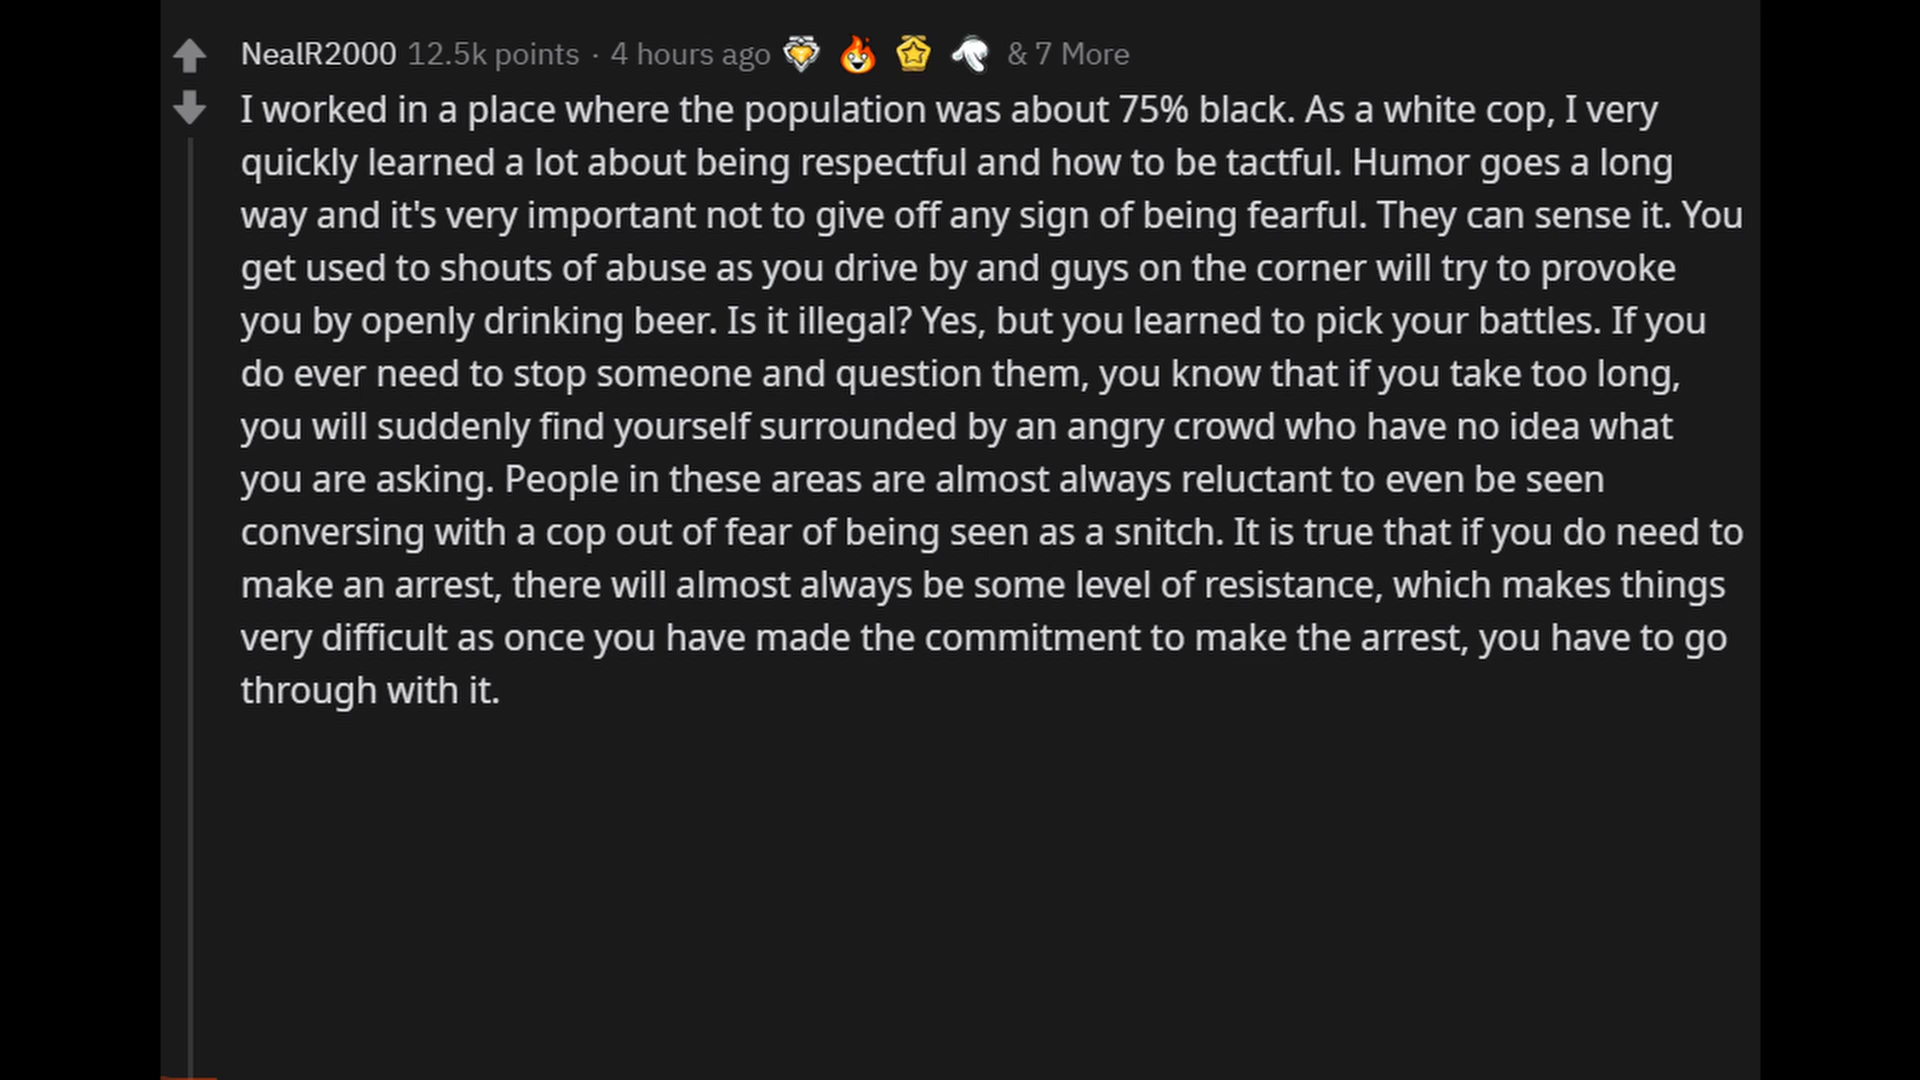 NealR2000 12.5k points · 4 hours ago & 7 More
I worked in a place where the population was about 75% black. As a white cop, I very
quickly learned a lot about being respectful and how to be tactful. Humor goes a long
way and it's very important not to give off any sign of being fearful. They can sense it. You
get used to shouts of abuse as you drive by and guys on the corner will try to provoke
you by openly drinking beer. Is it illegal? Yes, but you learned to pick your battles. If you
do ever need to stop someone and question them, you know that if you take too long,
you will suddenly find yourself surrounded by an angry crowd who have no idea what
you are asking. People in these areas are almost always reluctant to even be seen
conversing with a cop out of fear of being seen as a snitch. It is true that if you do need to
make an arrest, there will almost always be some level of resistance, which makes things
very difficult as once you have made the commitment to make the arrest, you have to go
through with it.